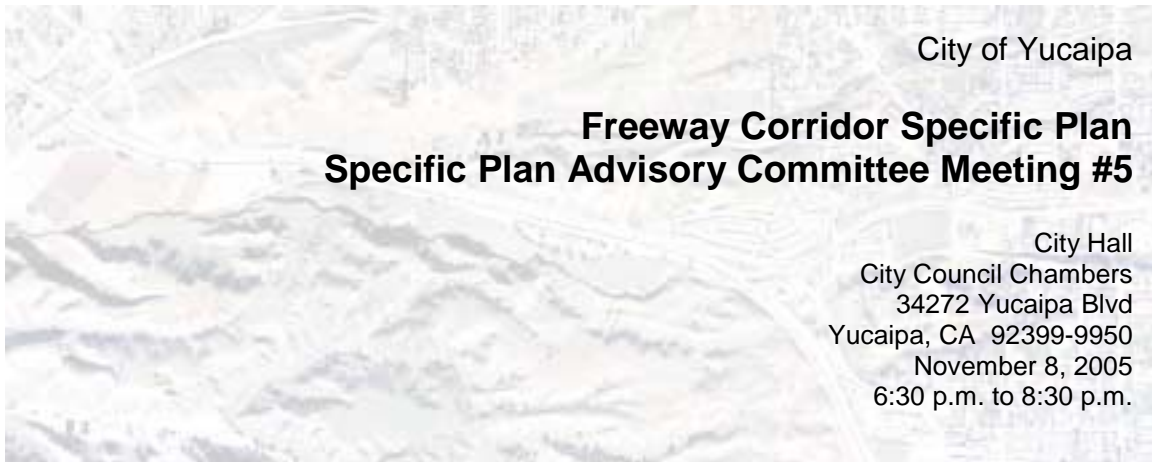 City of Yucaipa
Freeway Corridor Specific Plan
Specific Plan Advisory Committee Meeting #5
City Hall
City Council Chambers
34272 Yucaipa Blvd
Yucaipa, CA  92399-9950
November 8, 2005
6:30 p.m. to 8:30 p.m.